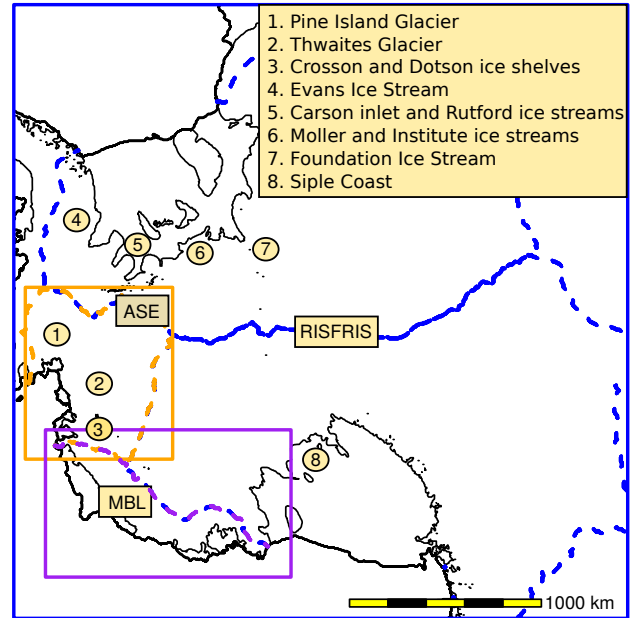 1. Pine Island Glacier
2. Thwaites Glacier
3. Crosson and Dotson ice shelves
4. Evans Ice Stream
5. Carson inlet and Rutford ice streams
6. Moller and Institute ice streams
7. Foundation Ice Stream
8. Siple Coast
4
5
6
7
ASE
1
RISFRIS
2
3
8
MBL
1000 km